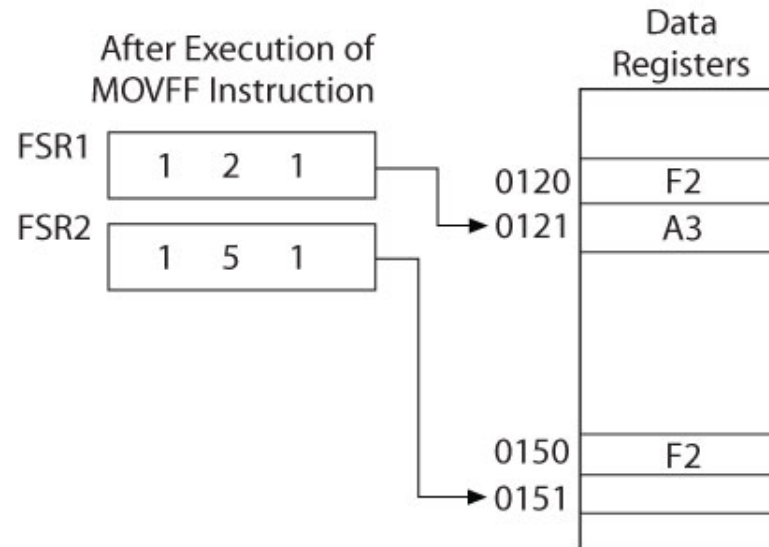 After Execution of
MOVFF Instruction
Data
Registers
FSR1
1 2 1
0120
F2
FSR2
0121
A3
1 5 1
0150
F2
0151